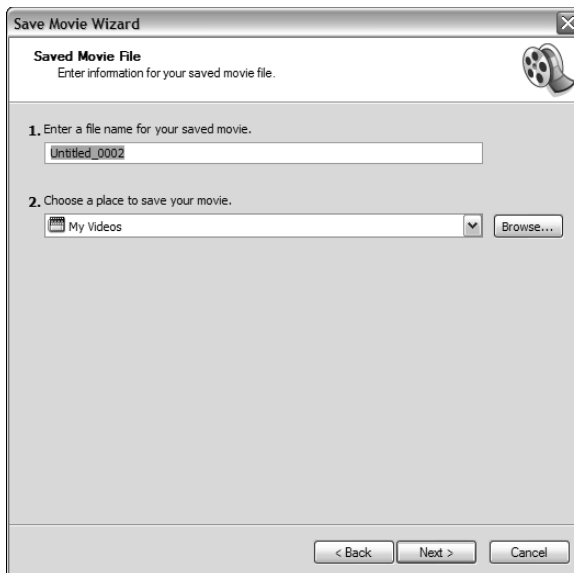 Save Movie Wizard
Saved Movie File
Enter information for your saved movie file.
1. Enter a file name for your saved movie.
Untitled_0002
2. Choose a place to save your movie.
My Videos
Browse...
< Back
Next >
Cancel